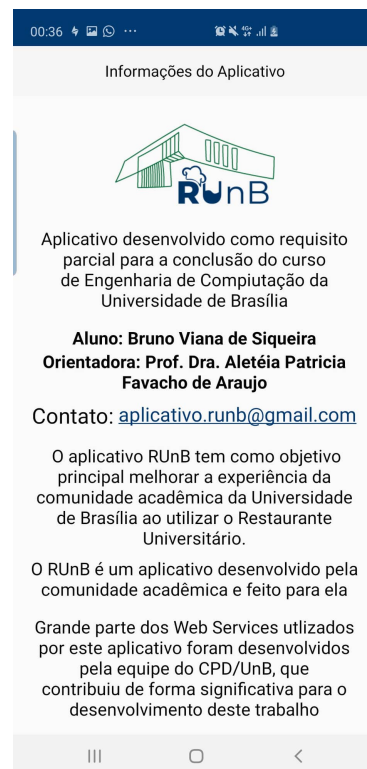 00:36
4G+
Informações do Aplicativo
RUnB
Aplicativo desenvolvido como requisito
parcial para a conclusão do curso
de Engenharia de Compiutação da
Universidade de Brasília
Aluno: Bruno Viana de Siqueira
Orientadora: Prof. Dra. Aletéia Patricia
Favacho de Araujo
Contato: aplicativo.runb@gmail.com
O aplicativo RUnB tem como objetivo
principal melhorar a experiência da
comunidade acadêmica da Universidade
de Brasília ao utilizar o Restaurante
Universitário.
O RUnB é um aplicativo desenvolvido pela
comunidade acadêmica e feito para ela
Grande parte dos Web Services utlizados
por este aplicativo foram desenvolvidos
pela equipe do CPD/UnB, que
contribuiu de forma significativa para o
desenvolvimento deste trabalho